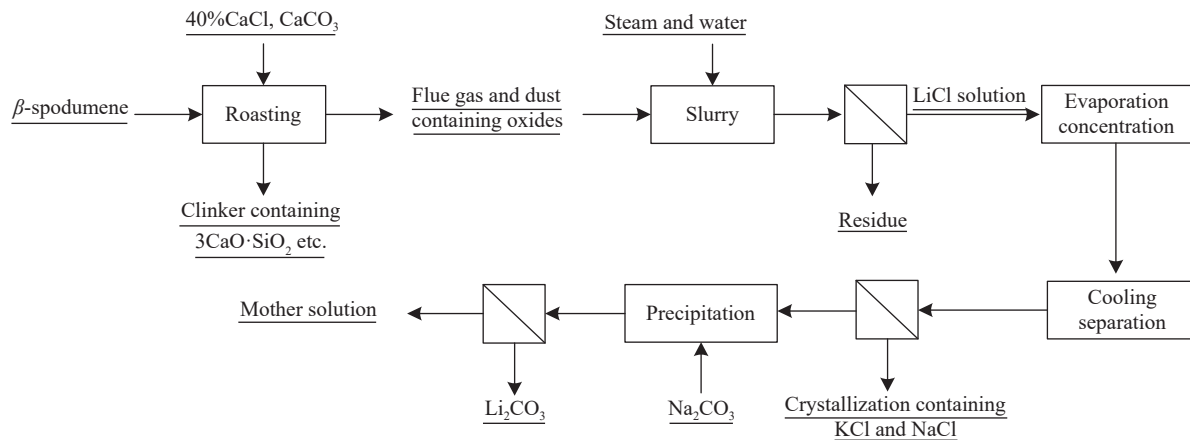 40%CaCl, CaCO₃
Steam and water
β-spodumene
Roasting
Flue gas and dust
containing oxides
Slurry
LiCl solution
Evaporation
concentration
Clinker containing
3CaO·SiO₂ etc.
Residue
Mother solution
Precipitation
Cooling
separation
Li₂CO₃
Na₂CO₃
Crystallization containing
KCl and NaCl